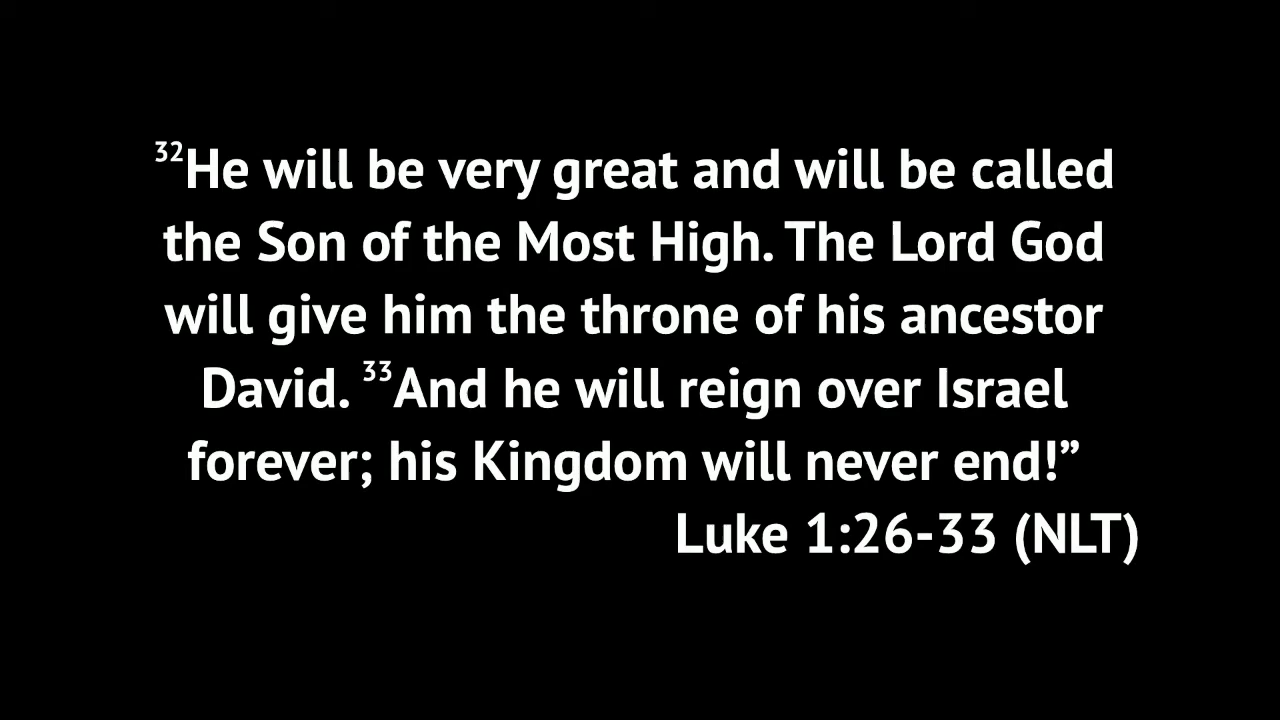 ³²He will be very great and will be called
the Son of the Most High. The Lord God
will give him the throne of his ancestor
David. ³³And he will reign over Israel
forever; his Kingdom will never end!”
Luke 1:26-33 (NLT)